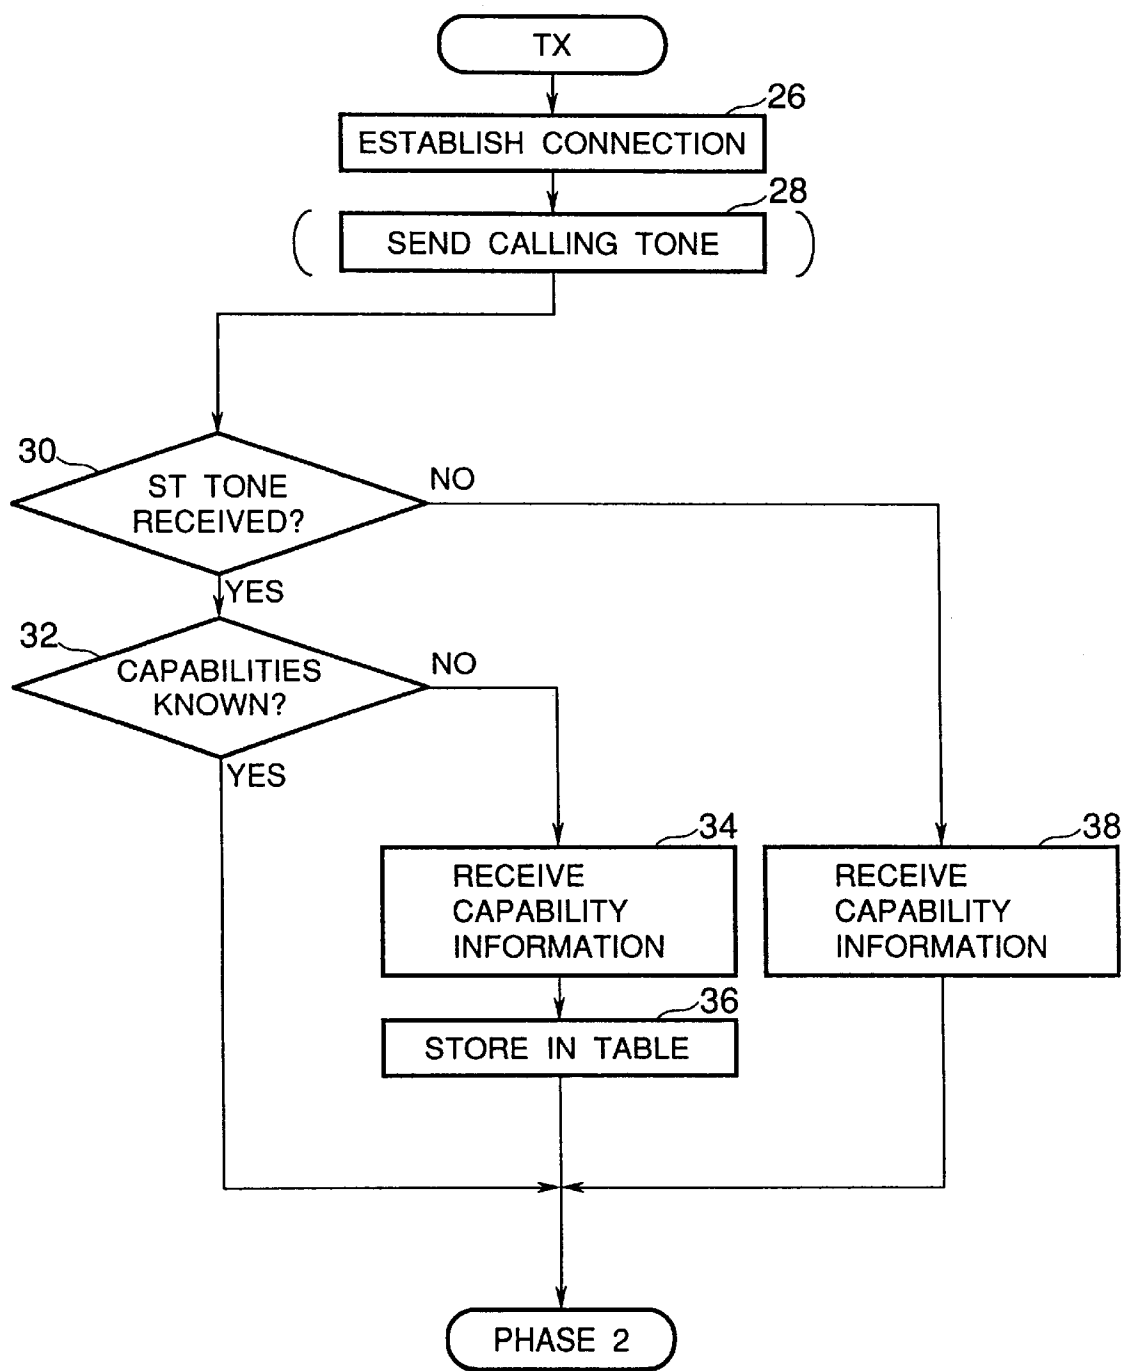 TX
26
ESTABLISH CONNECTION
28
( SEND CALLING TONE )
30
ST TONE
RECEIVED?
NO
YES
32
CAPABILITIES
KNOWN?
NO
YES
34
RECEIVE
CAPABILITY
INFORMATION
38
RECEIVE
CAPABILITY
INFORMATION
36
STORE IN TABLE
PHASE 2